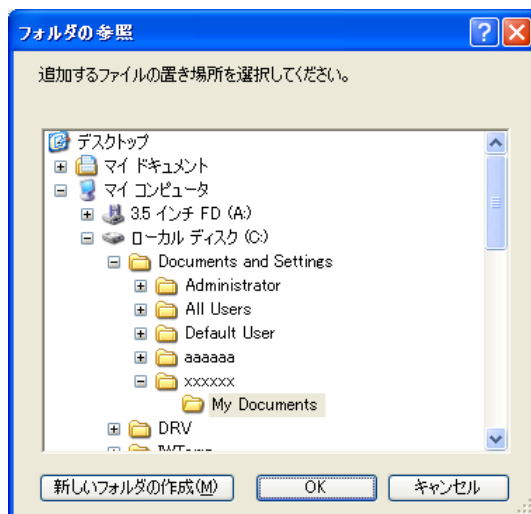 フォルダの参照
追加するファイルの置き場所を選択してください。
デスクトップ
マイ ドキュメント
マイ コンピュータ
3.5 インチ FD (A:)
ローカル ディスク (C:)
Documents and Settings
Administrator
All Users
Default User
aaaaaa
xxxxxx
My Documents
DRV
新しいフォルダの作成(M) OK キャンセル